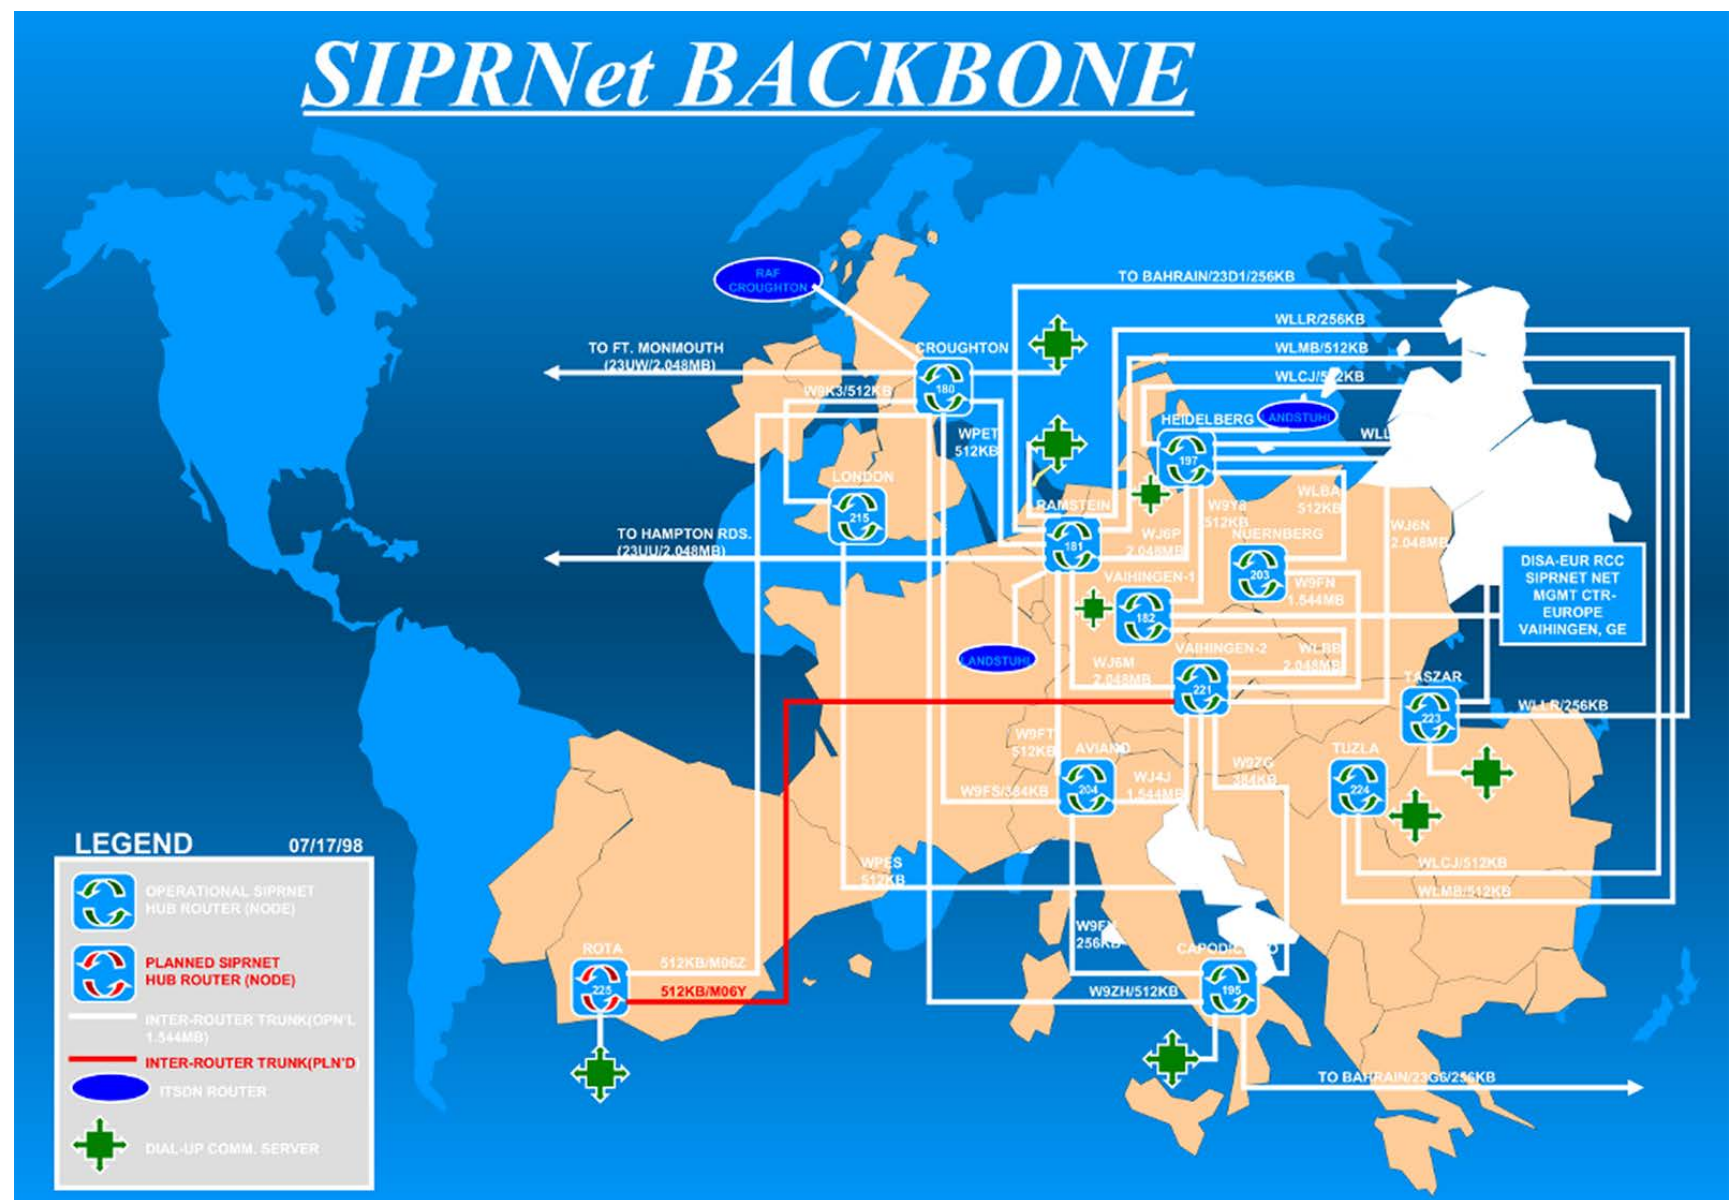 SIPRNet BACKBONE
RAF
CROUGHTON
TO BAHRAIN/23D1/256KB
WLLR/256KB
TO FT. MONMOUTH
(23UW/2.048MB)
CROUGHTON
180
WLMB/512KB
WLCJ/512KB
W9K3/512KB
HEIDELBERG
197
LANDSTUHL
WPET
512KB
WLL
LONDON
215
RAMSTEIN
181
W9Y8
512KB
WLBA
512KB
TO HAMPTON RDS.
(23UU/2.048MB)
WJ6P
2.048MB
NUERNBERG
203
WJ6N
2.048MB
VAIHINGEN-1
182
W9FN
1.544MB
DISA-EUR RCC
SIPRNET NET
MGMT CTR-
EUROPE
VAIHINGEN, GE
LANDSTUHL
WJ6M
2.048MB
VAIHINGEN-2
221
WLBB
2.048MB
TASZAR
223
WLLR/256KB
W9FT
512KB
AVIANO
204
WJ4J
1.544MB
W9ZG
384KB
TUZLA
224
W9FS/384KB
WPES
512KB
WLCJ/512KB
WLMB/512KB
256KB
ROTA
225
512KB/M06Z
512KB/M06Y
195
W9ZH/512KB
TO BAHRAIN/23G6/256KB
LEGEND 07/17/98
OPERATIONAL SIPRNET
HUB ROUTER (NODE)
PLANNED SIPRNET
HUB ROUTER (NODE)
INTER-ROUTER TRUNK(OPN'L
1.544MB)
INTER-ROUTER TRUNK(PLN'D)
ITSDN ROUTER
DIAL-UP COMM. SERVER